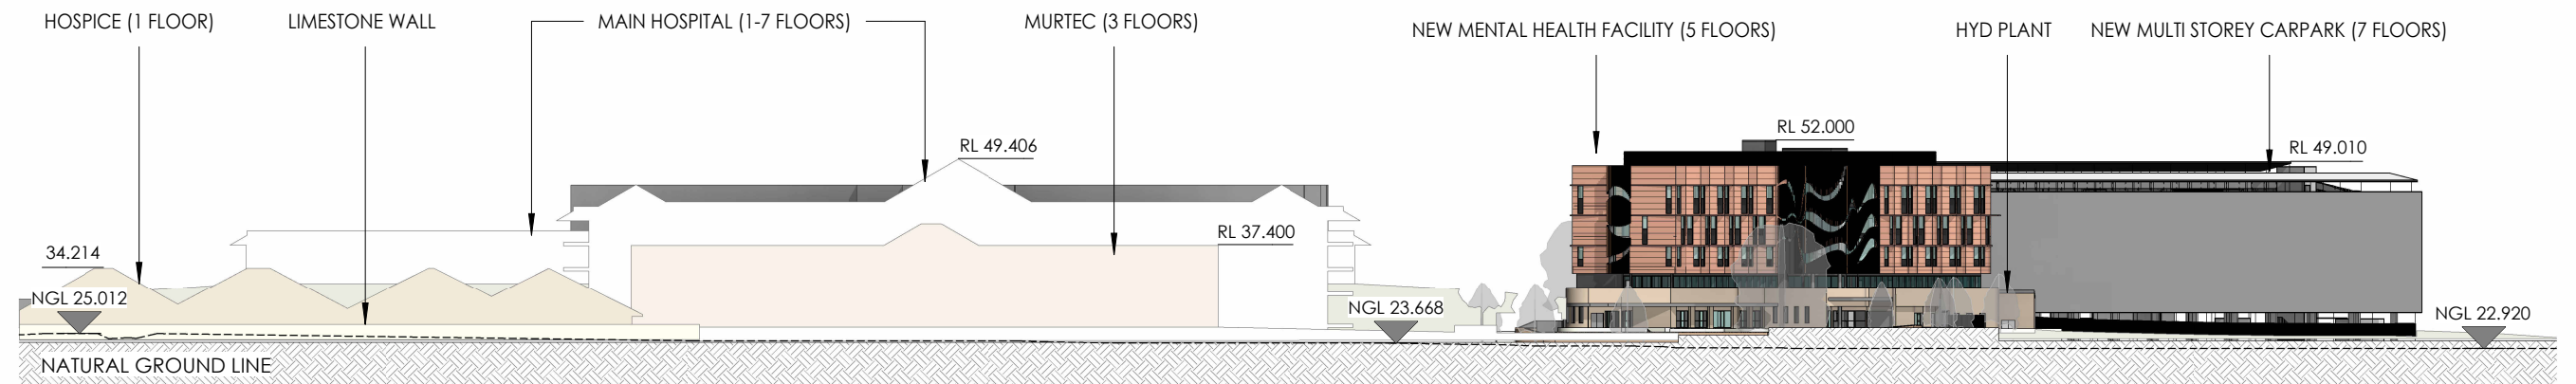 HOSPICE (1 FLOOR)
LIMESTONE WALL
MAIN HOSPITAL (1-7 FLOORS)
MURTEC (3 FLOORS)
NEW MENTAL HEALTH FACILITY (5 FLOORS)
HYD PLANT
NEW MULTI STOREY CARPARK (7 FLOORS)
RL 52.000
RL 49.406
RL 49.010
RL 37.400
34.214
NGL 25.012
NGL 23.668
NGL 22.920
NATURAL GROUND LINE